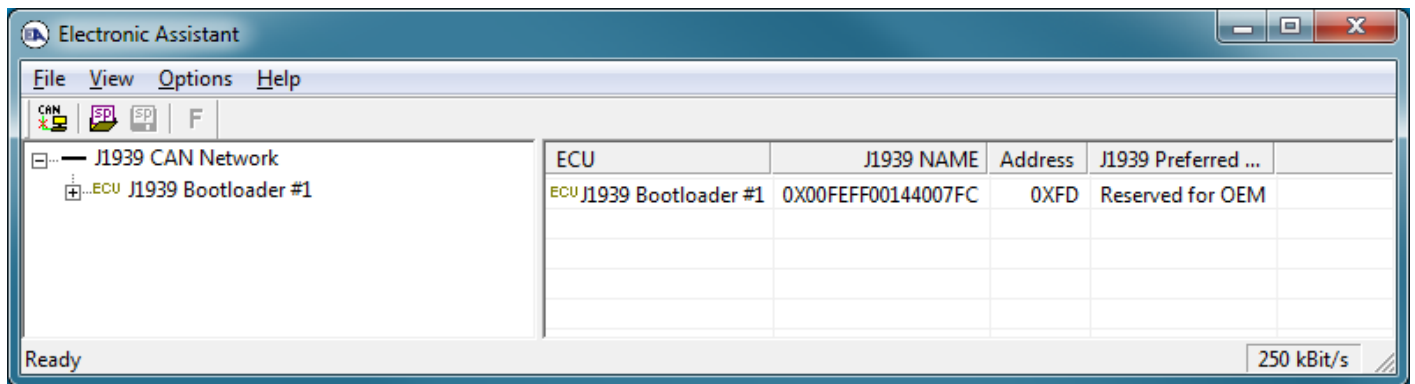 Electronic Assistant
File View Options Help
CAN SP SP F
J1939 CAN Network
ECU J1939 Bootloader #1
ECU J1939 NAME Address J1939 Preferred ...
ECU J1939 Bootloader #1 0X00FEFF00144007FC 0XFD Reserved for OEM
Ready 250 kBit/s